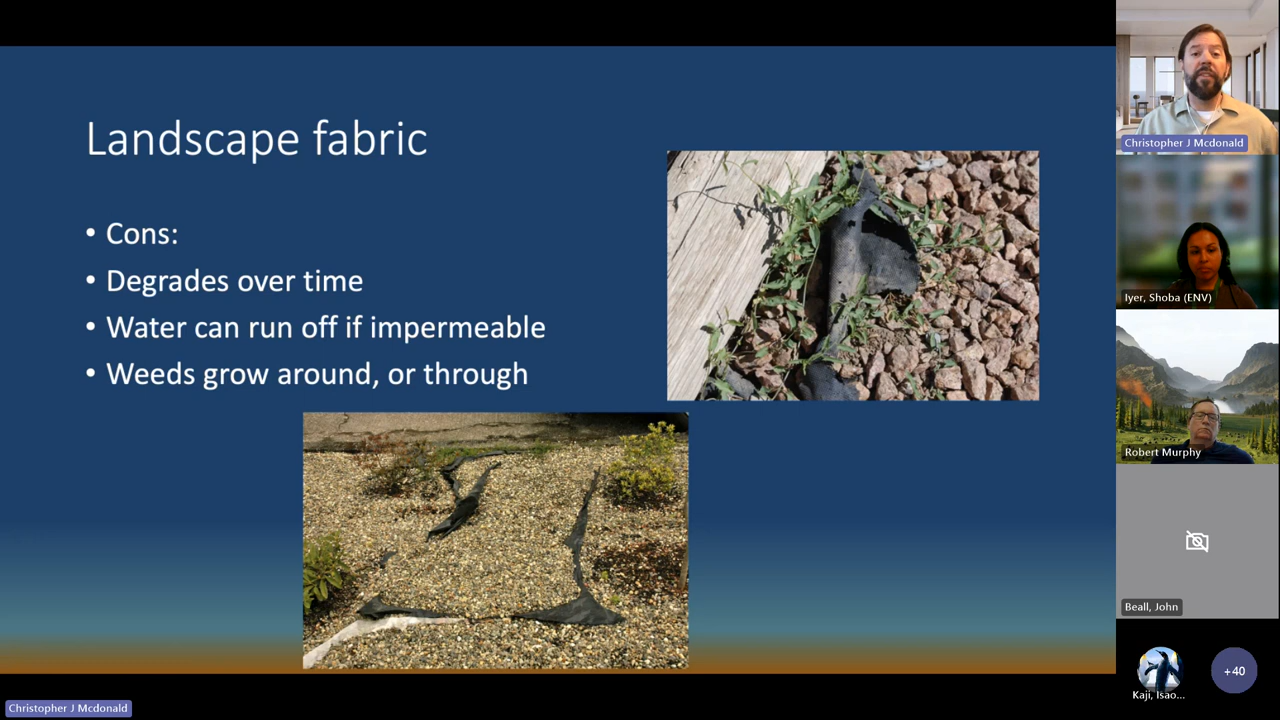 Landscape fabric
• Cons:
• Degrades over time
• Water can run off if impermeable
• Weeds grow around, or through
Christopher J Mcdonald
Iyer, Shoba (ENV)
Robert Murphy
Beall, John
Kaji, Isao...
+40
Christopher J Mcdonald